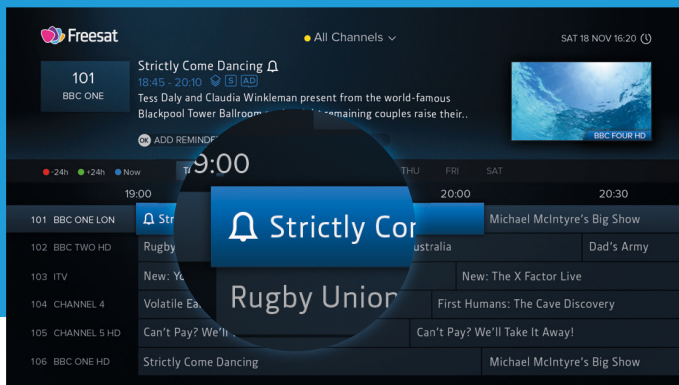 Freesat
All Channels
SAT 18 NOV 16:20
101
BBC ONE
Strictly Come Dancing
18:45 - 20:10 S AD
Tess Daly and Claudia Winkleman present from the world-famous
Blackpool Tower Ballroom remaining couples raise their..
BBC FOUR HD
OK ADD REMINDE
-24h +24h Now THU FRI SAT
19:00 9:00 20:00 20:30
101 BBC ONE LON Str Strictly Co Michael McIntyre's Big Show
102 BBC TWO HD Rugby Rugby Union ustralia Dad's Army
103 ITV New: Yo New: The X Factor Live
104 CHANNEL 4 Volatile Ea First Humans: The Cave Discovery
105 CHANNEL 5 HD Can't Pay? We'll Can't Pay? We'll Take It Away!
106 BBC ONE HD Strictly Come Dancing Michael McIntyre's Big Show